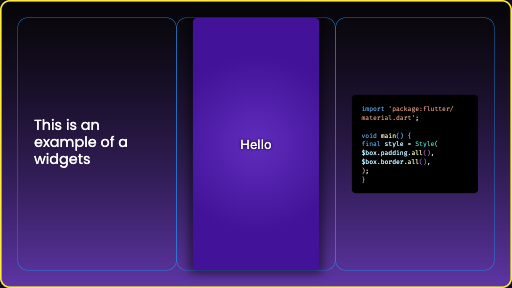 This is an
example of a
widgets
Hello
import 'package:flutter/
material.dart';
void main() {
final style = Style(
$box.padding.all(),
$box.border.all(),
);
}